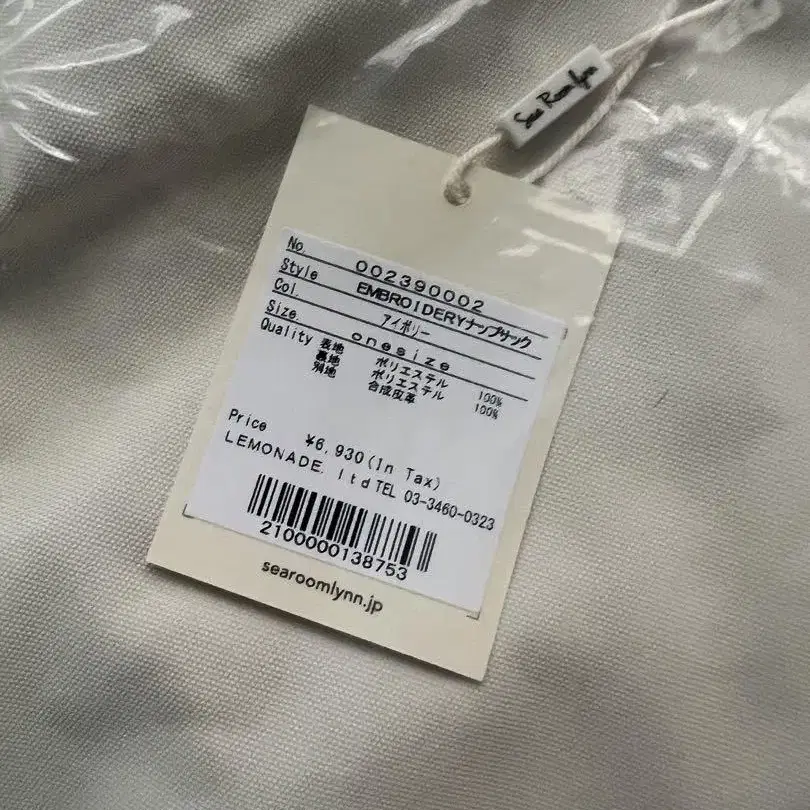 Sea Room lynn
No. 002390002
Style EMBROIDERYナップサック
Col. アイボリー
Size. onesize
Quality 表地 ポリエステル 100%
裏地 ポリエステル 100%
別地 合成皮革
Price ¥6,930(In Tax)
LEMONADE, ltd TEL 03-3460-0323
2100000138753
searoomlynn.jp